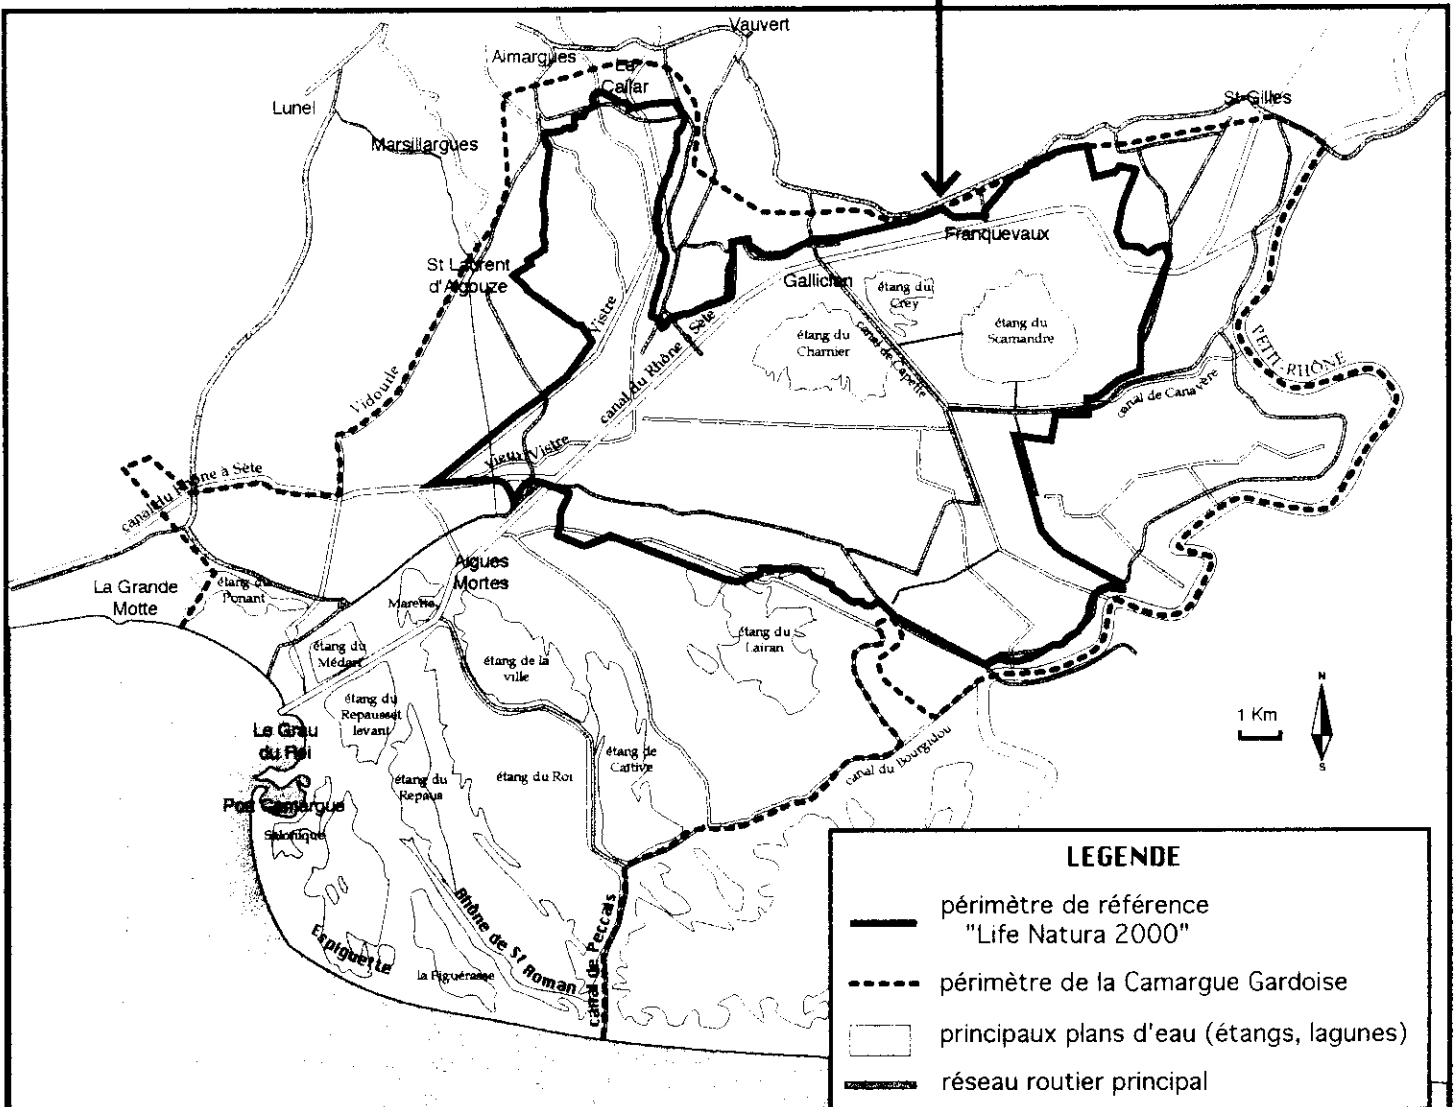 Vauvert
Aimargues
La
Cailar
Lunel
St Gilles
Marsillargues
Franquevaux
St Laurent
d'Aigouze
Gallician
étang du
Crey
étang du
Scamandre
étang du
Charnier
Vistre
canal du Rhône à Sète
canal de Capette
PETIT-RHÔNE
canal de Canavère
Vidourle
Vieux Vistre
canal du Rhône à Sète
Aigues
Mortes
La Grande
Motte
étang du
Ponant
Marette
étang du
Médard
étang de la
ville
étang du
Lairan
étang du
Repausset
levant
Le Grau
du Roi
étang du
Repaus
étang du Roi
étang de
Caitive
canal du Bourgidou
1 Km
N
S
Port Camargue
Salonique
Espiguette
la Figuérasse
Rhône de St Roman
canal de Peccais
LEGENDE
périmètre de référence
"Life Natura 2000"
périmètre de la Camargue Gardoise
principaux plans d'eau (étangs, lagunes)
réseau routier principal